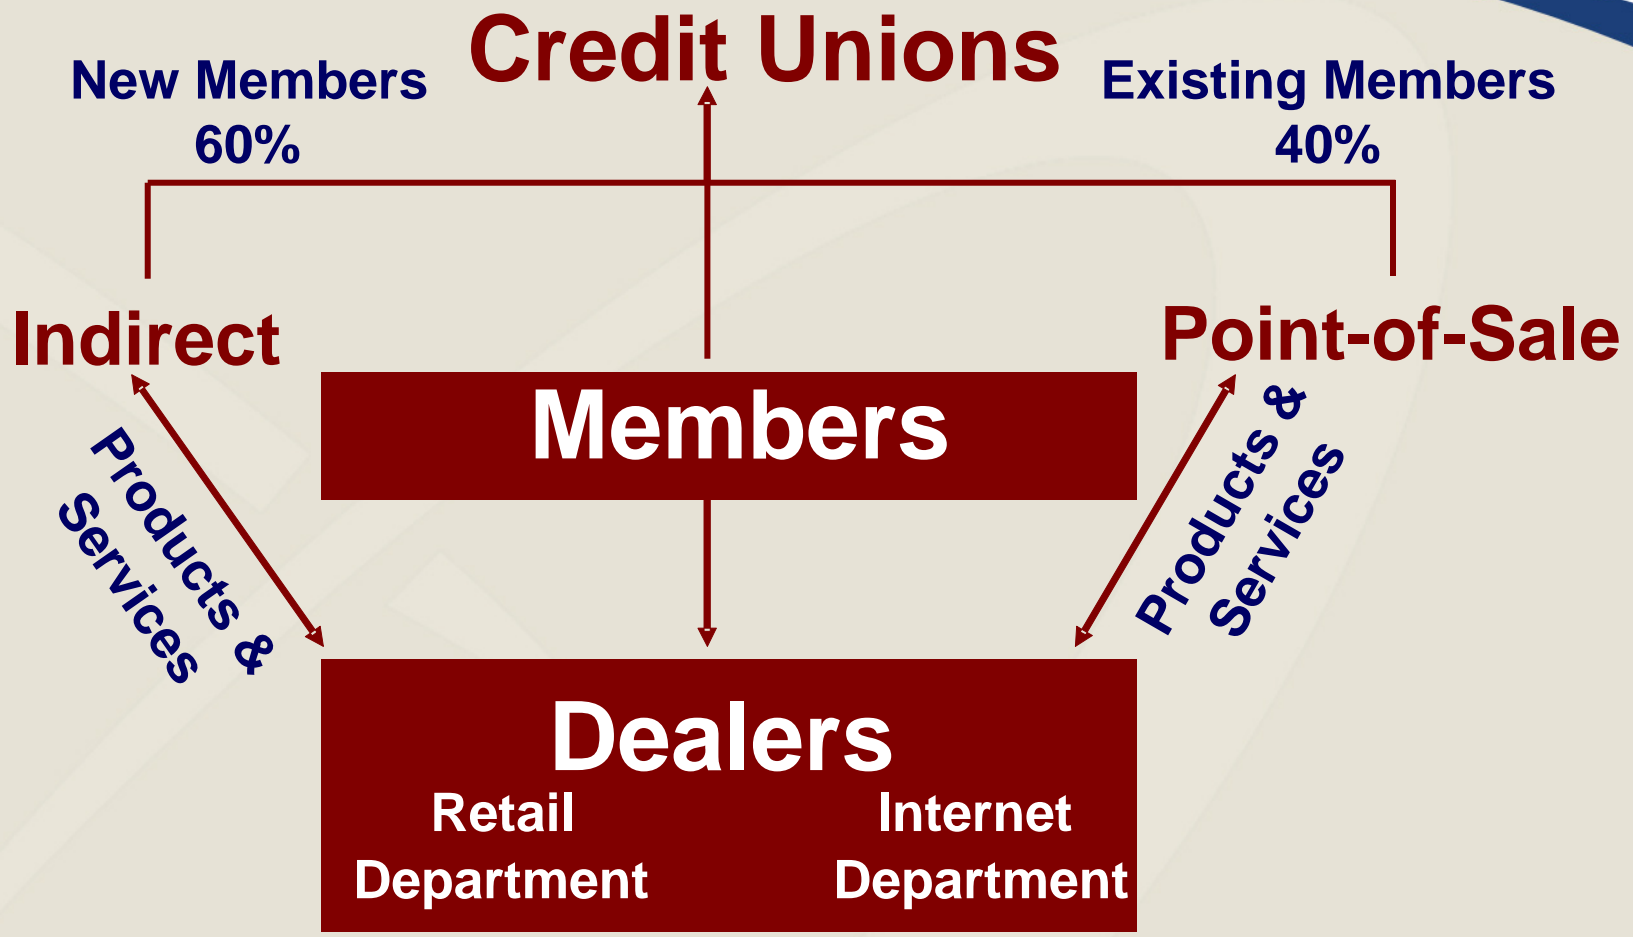 Credit Unions
New Members
60%
Existing Members
40%
Indirect
Point-of-Sale
Members
Products &
Services
Products &
Services
Dealers
Retail
Department
Internet
Department